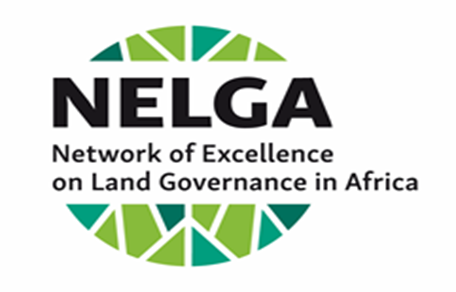 NELGA
Network of Excellence
on Land Governance in Africa